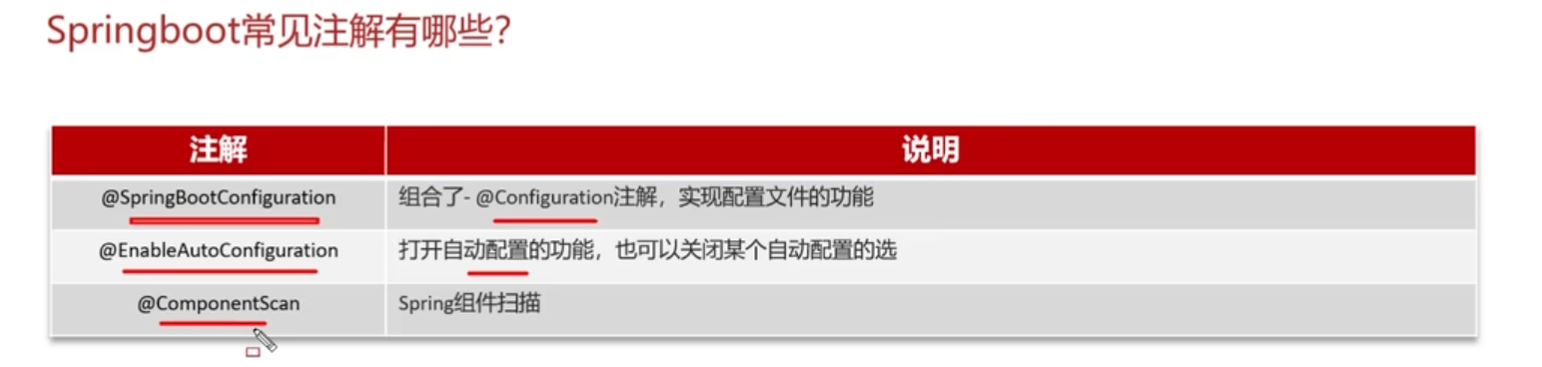 Springboot常见注解有哪些？
注解 说明
@SpringBootConfiguration 组合了- @Configuration注解，实现配置文件的功能
@EnableAutoConfiguration 打开自动配置的功能，也可以关闭某个自动配置的选
@ComponentScan Spring组件扫描